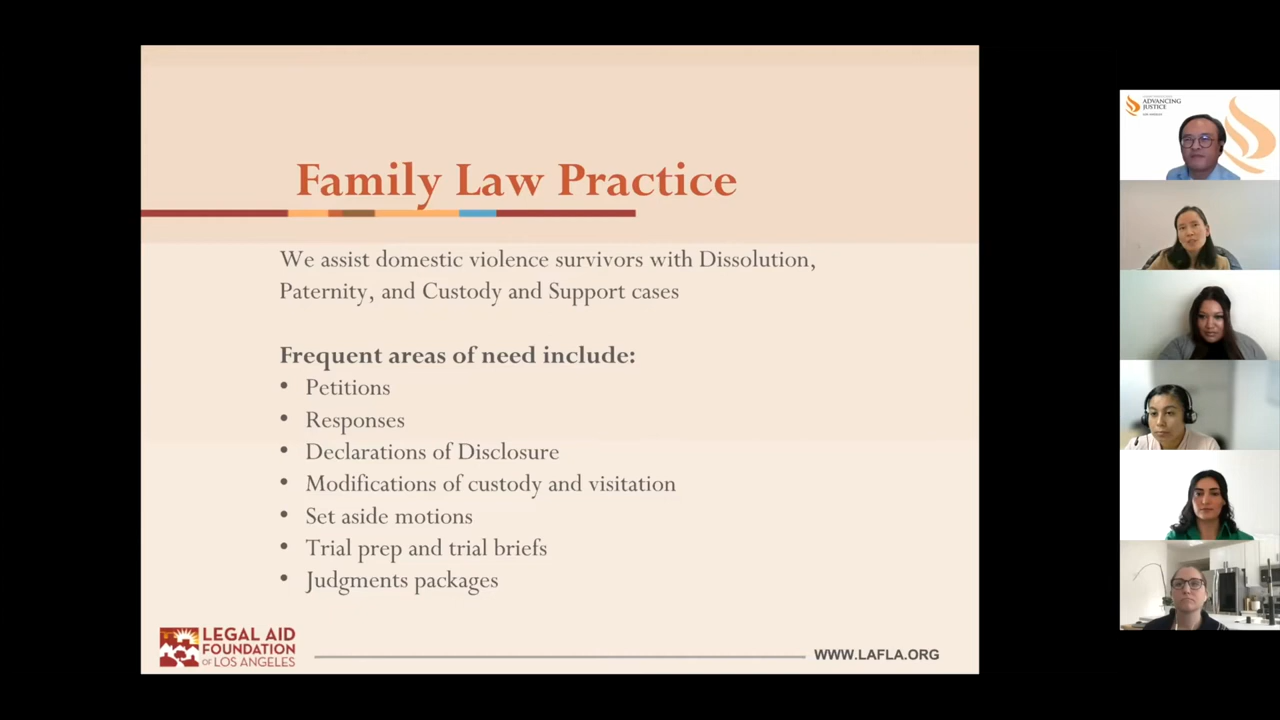 Family Law Practice
We assist domestic violence survivors with Dissolution,
Paternity, and Custody and Support cases
Frequent areas of need include:
• Petitions
• Responses
• Declarations of Disclosure
• Modifications of custody and visitation
• Set aside motions
• Trial prep and trial briefs
• Judgments packages
LEGAL AID
FOUNDATION
OF LOS ANGELES
WWW.LAFLA.ORG
ADVANCING
JUSTICE